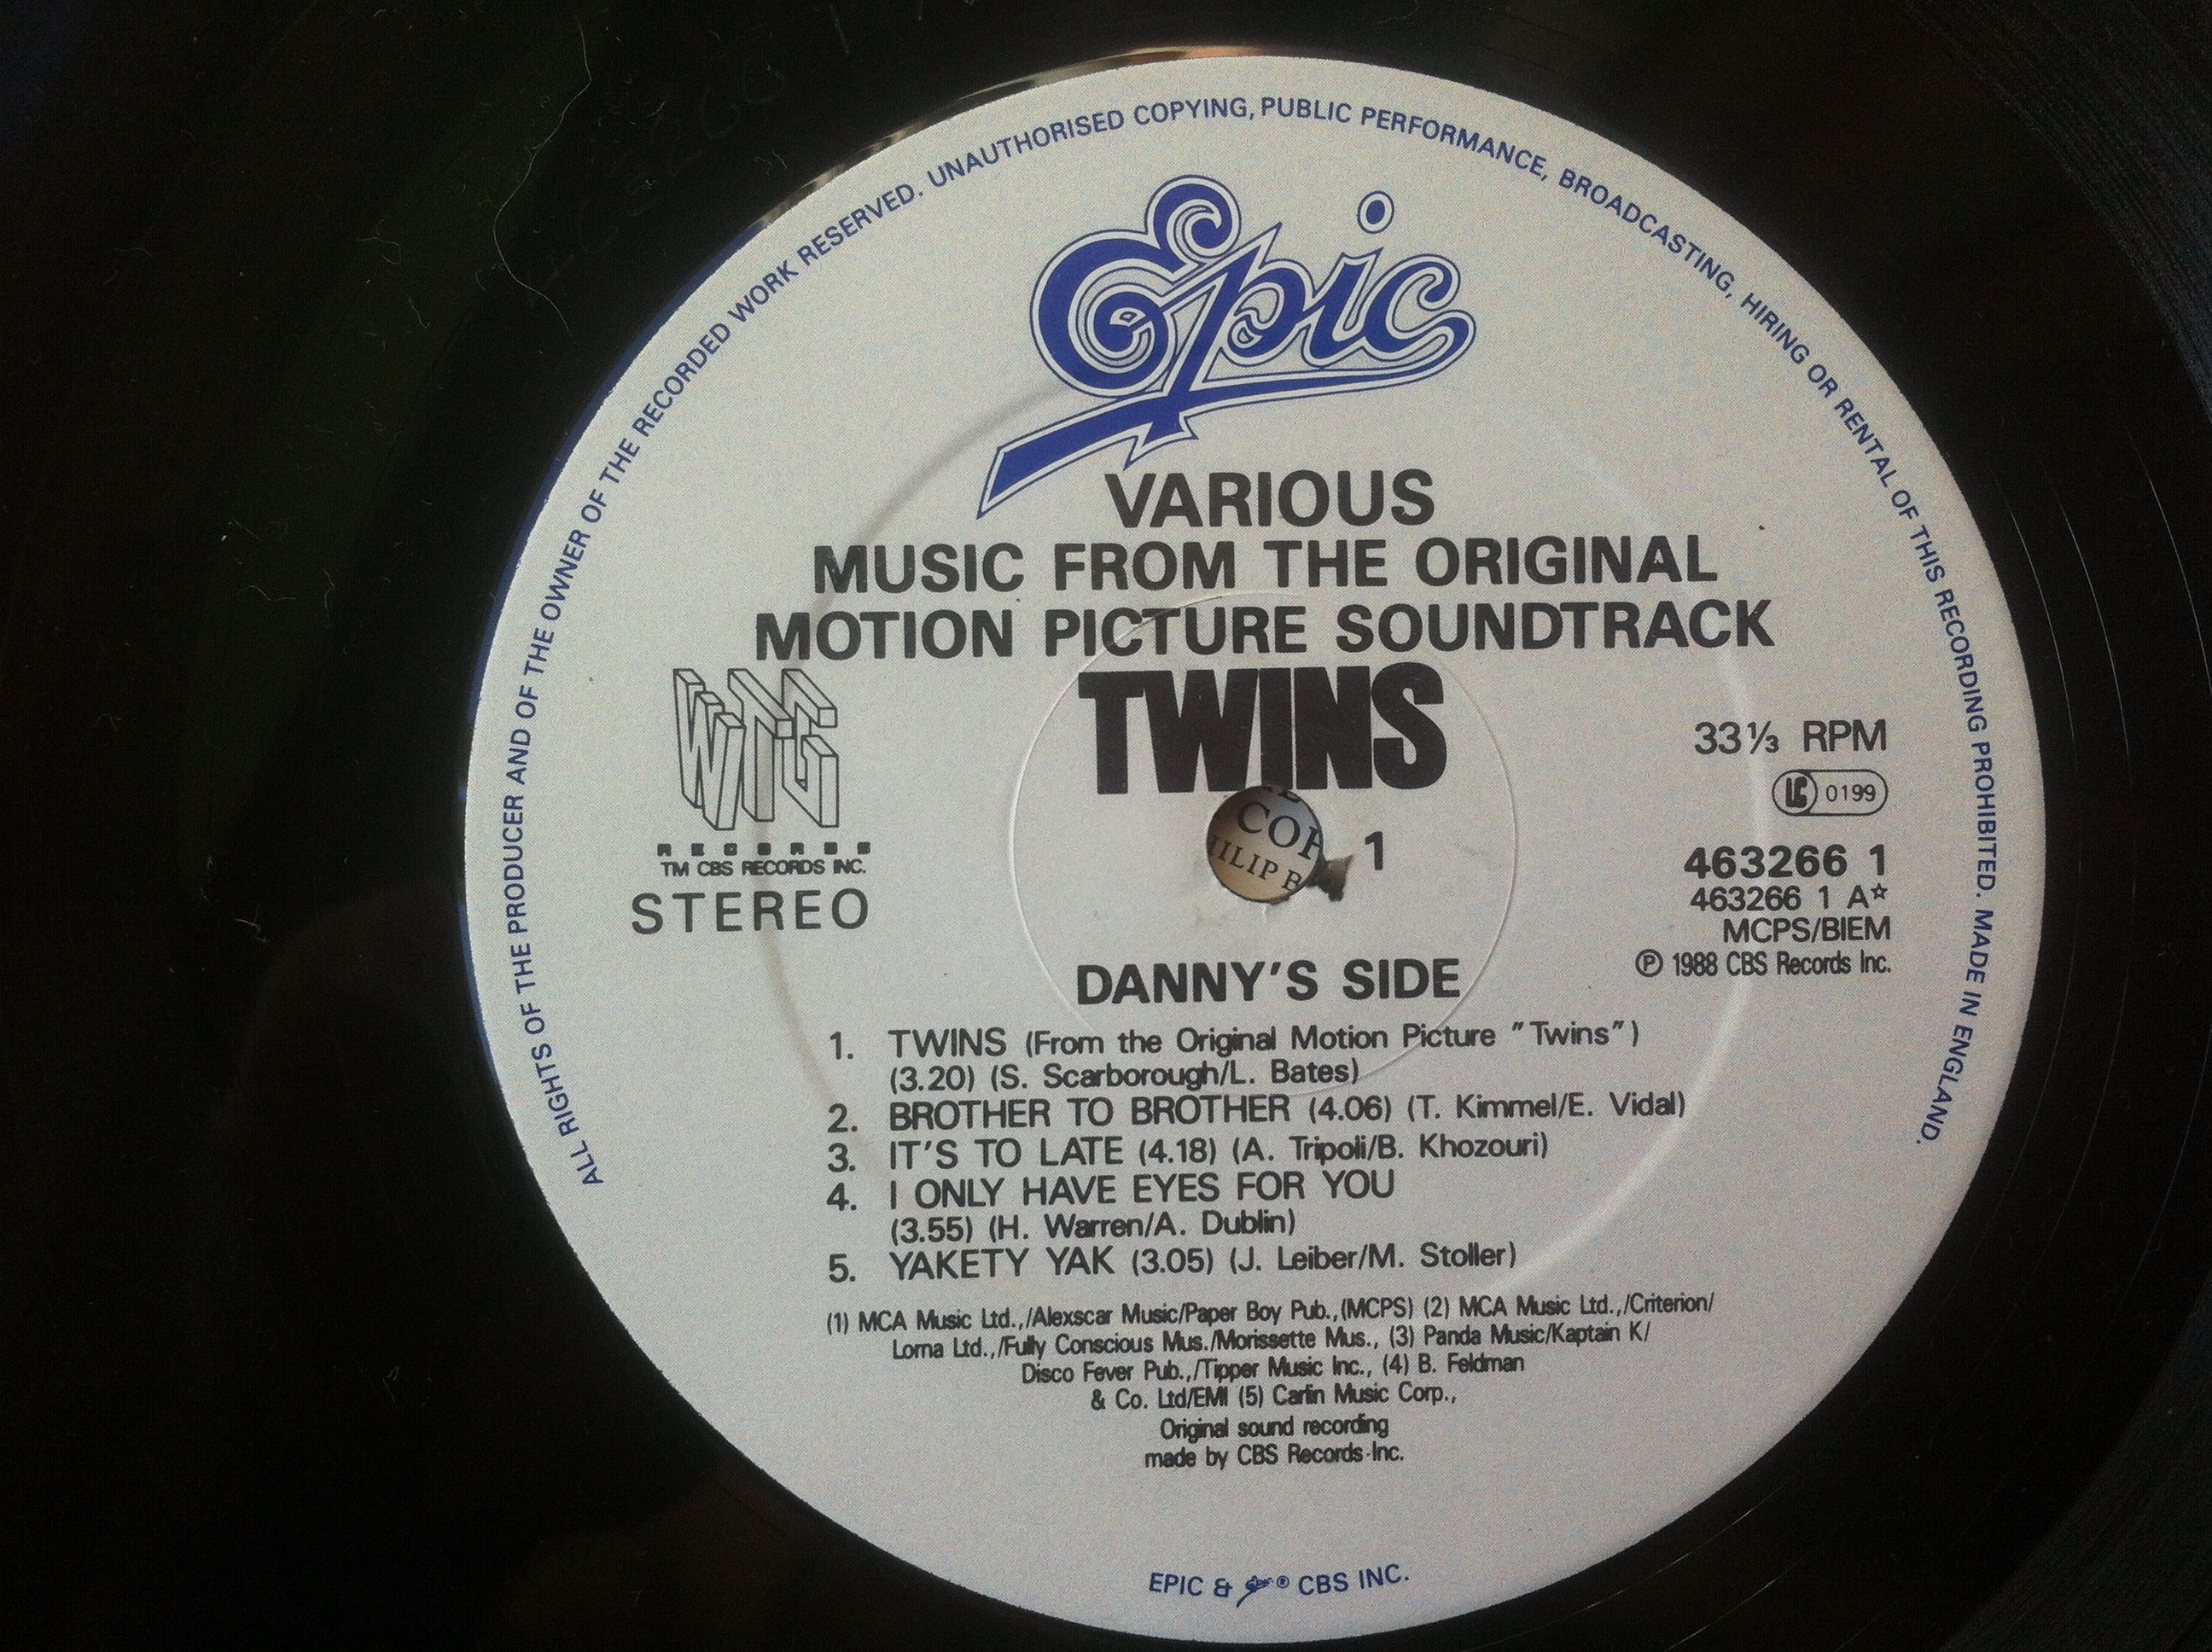 ALL RIGHTS OF THE PRODUCER AND OF THE OWNER OF THE RECORDED WORK RESERVED. UNAUTHORISED COPYING, PUBLIC PERFORMANCE, BROADCASTING, HIRING OR RENTAL OF THIS RECORDING PROHIBITED. MADE IN ENGLAND.
Epic
VARIOUS
MUSIC FROM THE ORIGINAL
MOTION PICTURE SOUNDTRACK
TWINS
WTG
RECORDS
TM CBS RECORDS INC.
STEREO
1
33⅓ RPM
LC 0199
463266 1
463266 1 A☆
MCPS/BIEM
℗ 1988 CBS Records Inc.
DANNY'S SIDE
1. TWINS (From the Original Motion Picture "Twins")
(3.20) (S. Scarborough/L. Bates)
2. BROTHER TO BROTHER (4.06) (T. Kimmel/E. Vidal)
3. IT'S TO LATE (4.18) (A. Tripoli/B. Khozouri)
4. I ONLY HAVE EYES FOR YOU
(3.55) (H. Warren/A. Dublin)
5. YAKETY YAK (3.05) (J. Leiber/M. Stoller)
(1) MCA Music Ltd.,/Alexscar Music/Paper Boy Pub.,(MCPS) (2) MCA Music Ltd.,/Criterion/
Lorna Ltd.,/Fully Conscious Mus./Morissette Mus., (3) Panda Music/Kaptain K/
Disco Fever Pub.,/Tipper Music Inc., (4) B. Feldman
& Co. Ltd/EMI (5) Carlin Music Corp.,
Original sound recording
made by CBS Records Inc.
EPIC & Epic® CBS INC.